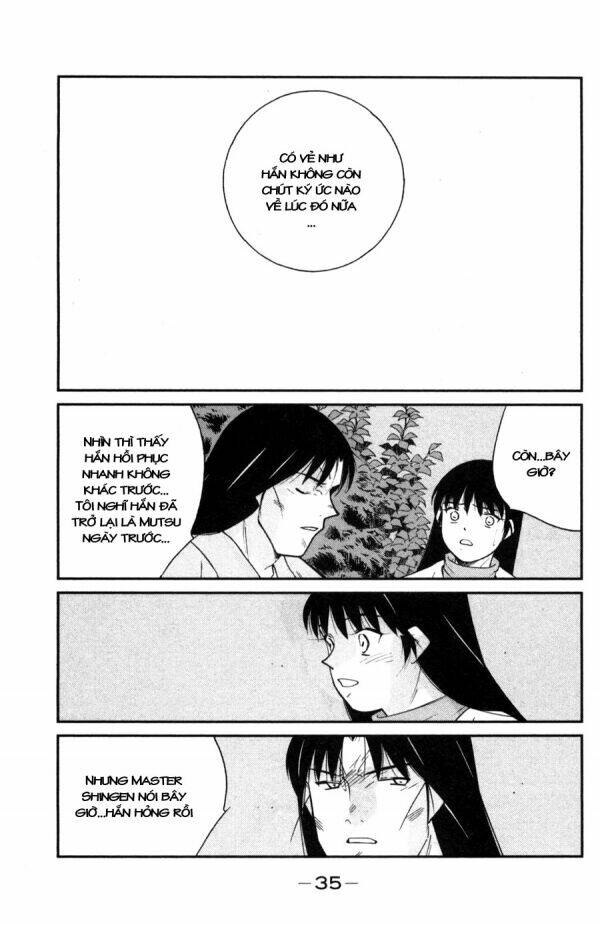 CÓ VẺ NHƯ
HẮN KHÔNG CÕN
CHÚT KÝ ỨC NÀO
VỀ LÚC ĐÓ NỮA
...
CÕN...BÂY
GIỜ?
NHÌN THÌ THẤY
HẮN HỒI PHỤC
NHANH KHÔNG
KHÁC TRƯỚC...
TÔI NGHĨ HẮN ĐÃ
TRỞ LẠI LÀ MUTSU
NGÀY TRƯỚC...
NHƯNG MASTER
SHINGEN NÓI BÂY
GIỜ...HẮN HỎNG RỒI
—35—